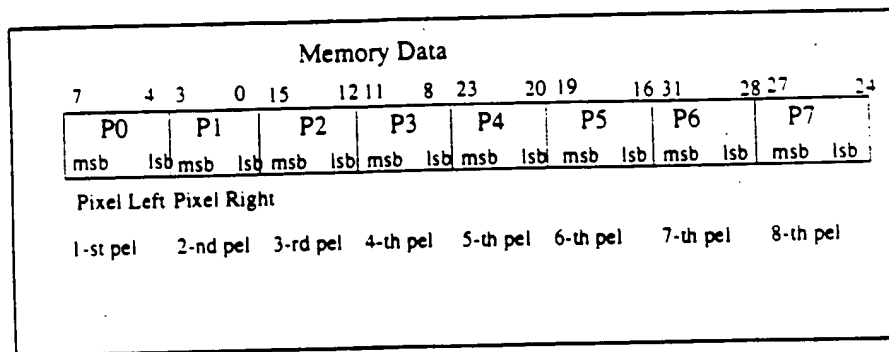 Memory Data
7 4 3 0 15 12 11 8 23 20 19 16 31 28 27 24
P0 P1 P2 P3 P4 P5 P6 P7
msb lsb msb lsb msb lsb msb lsb msb lsb msb lsb msb lsb msb lsb
Pixel Left Pixel Right
1-st pel 2-nd pel 3-rd pel 4-th pel 5-th pel 6-th pel 7-th pel 8-th pel